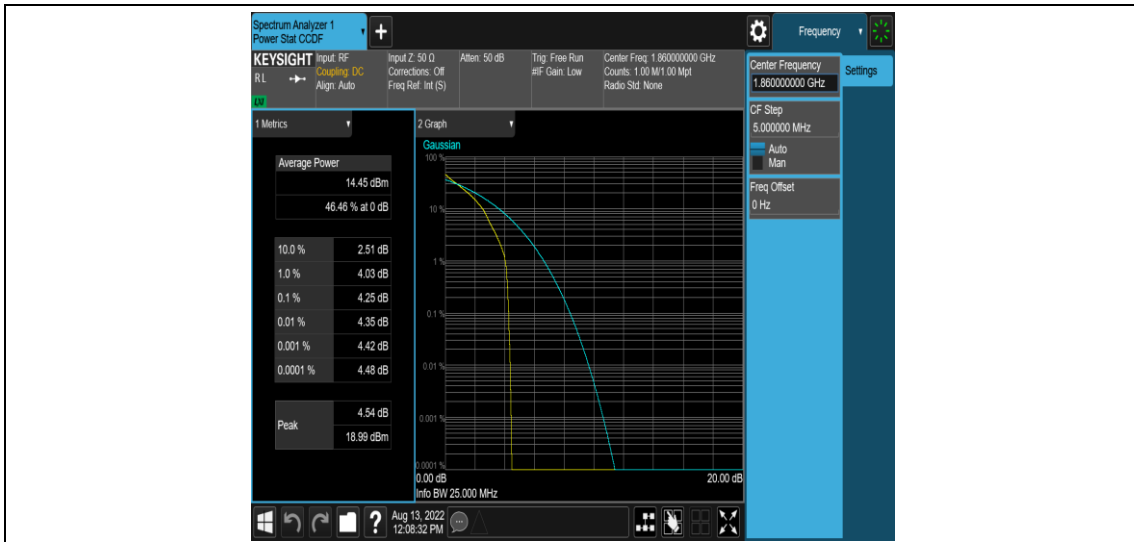 Spectrum Analyzer 1
Power Stat CCDF
Frequency
KEYSIGHT
RL
LXI
Input: RF
Coupling: DC
Align: Auto
Input Z: 50 Ω
Corrections: Off
Freq Ref: Int (S)
Atten: 50 dB
Trig: Free Run
#IF Gain: Low
Center Freq: 1.860000000 GHz
Counts: 1.00 M/1.00 Mpt
Radio Std: None
Center Frequency
1.860000000 GHz
Settings
CF Step
5.000000 MHz
Auto
Man
Freq Offset
0 Hz
1 Metrics
Average Power
14.45 dBm
46.46 % at 0 dB
10.0 % 2.51 dB
1.0 % 4.03 dB
0.1 % 4.25 dB
0.01 % 4.35 dB
0.001 % 4.42 dB
0.0001 % 4.48 dB
Peak 4.54 dB
18.99 dBm
2 Graph
Gaussian
100 %
10 %
1 %
0.1 %
0.01 %
0.001 %
0.0001 %
0.00 dB 20.00 dB
Info BW 25.000 MHz
Aug 13, 2022
12:08:32 PM